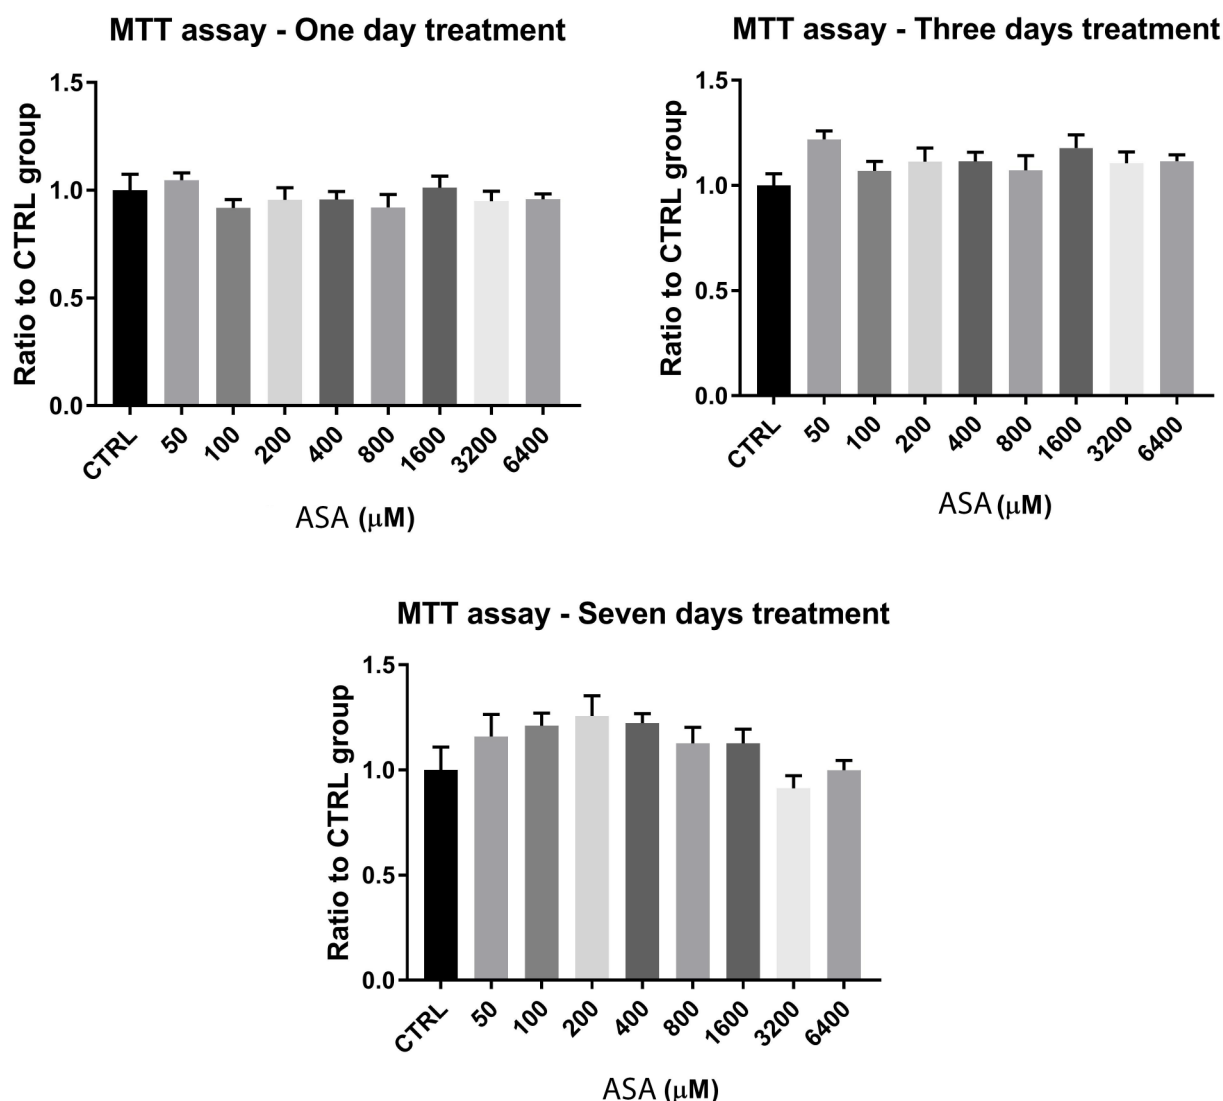 MTT assay - One day treatment
Ratio to CTRL group
1.5
1.0
0.5
0.0
CTRL 50 100 200 400 800 1600 3200 6400
ASA (μM)
MTT assay - Three days treatment
Ratio to CTRL group
1.5
1.0
0.5
0.0
CTRL 50 100 200 400 800 1600 3200 6400
ASA (μM)
MTT assay - Seven days treatment
Ratio to CTRL group
1.5
1.0
0.5
0.0
CTRL 50 100 200 400 800 1600 3200 6400
ASA (μM)